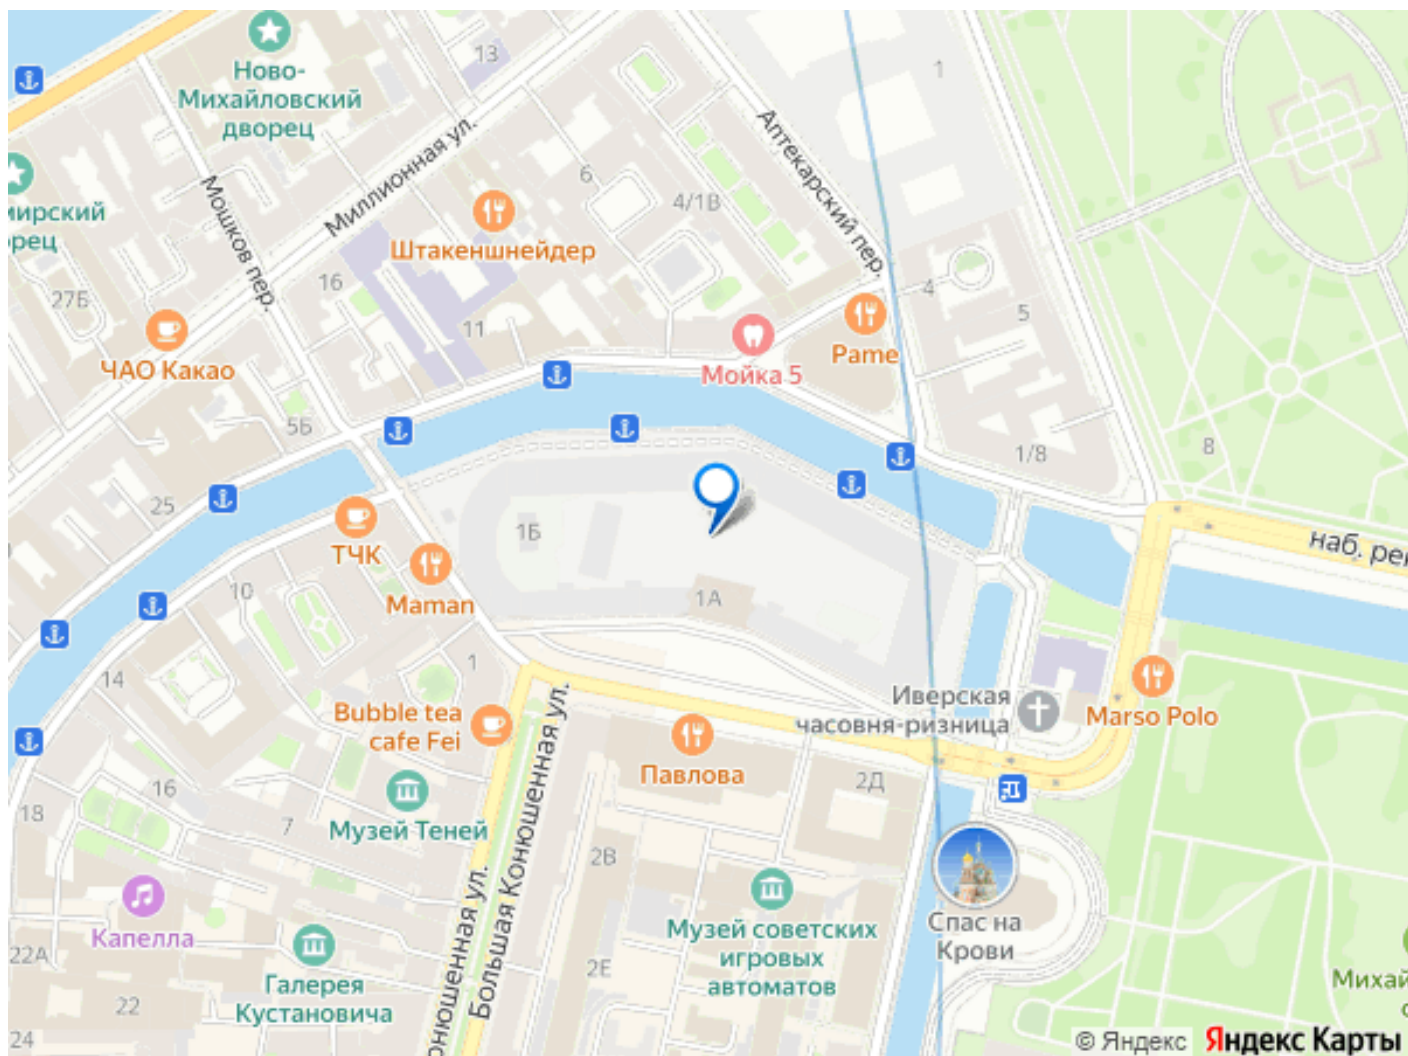 13
Ново-
Михайловский
дворец
1
Миллионная ул.
Аптекарский пер.
Мошков пер.
6
4/1В
мирский
рец
Штакеншнейдер
27Б
16
11
4
5
ЧАО Какао
Мойка 5
Pame
5Б
1/8
8
25
1Б
наб. рек
ТЧК
10
Maman
1А
14
1
Иверская
часовня-ризница
Marso Polo
Bubble tea
cafe Fei
Павлова
2Д
16
18
7
Музей Теней
Большая Конюшенная ул.
онюшенная ул.
2В
Капелла
Музей советских
игровых
автоматов
Спас на
Крови
22А
2Е
Галерея
Кустановича
22
24
Михай
с
© Яндекс Яндекс Карты